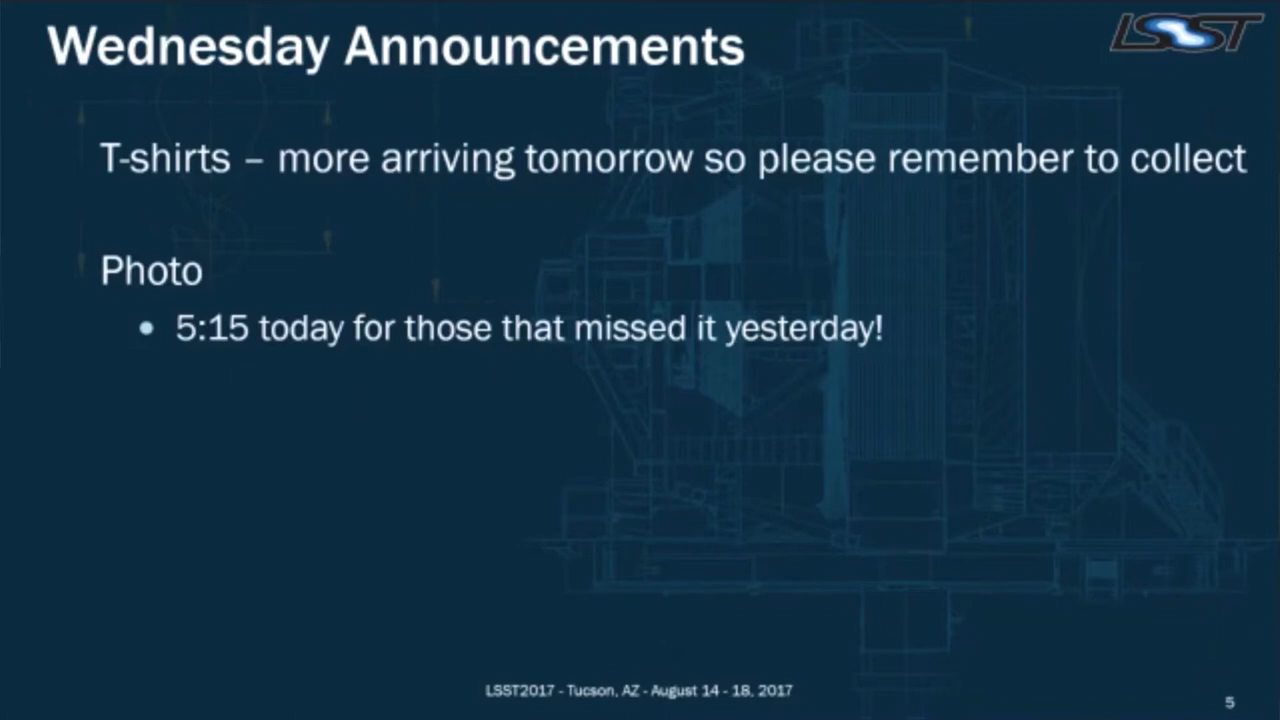 Wednesday Announcements
LSST
T-shirts – more arriving tomorrow so please remember to collect
Photo
• 5:15 today for those that missed it yesterday!
LSST2017 - Tucson, AZ - August 14 - 18, 2017
5